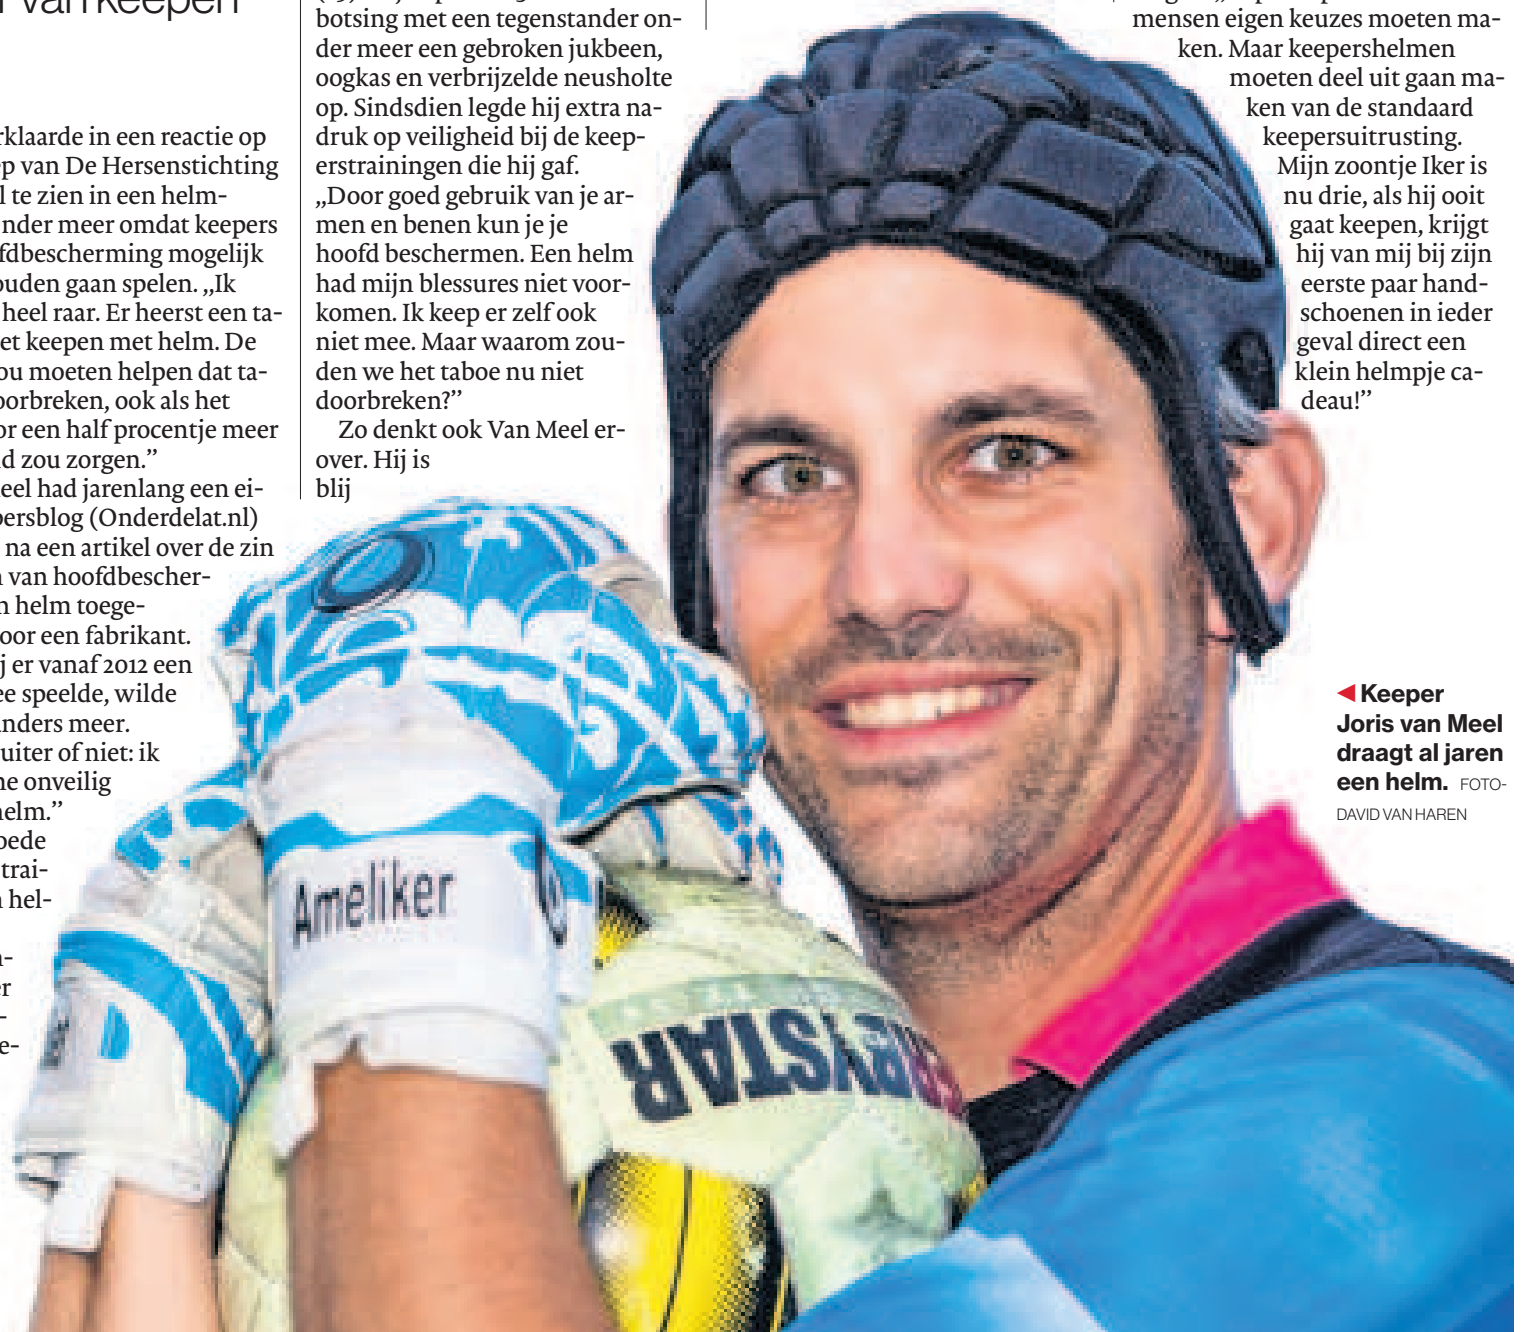 van keepen
rklaarde in een reactie op
ep van De Hersenstichting
l te zien in een helm-
nder meer omdat keepers
fdbescherming mogelijk
ouden gaan spelen. „Ik
heel raar. Er heerst een ta-
et keepen met helm. De
ou moeten helpen dat ta-
oorbreken, ook als het
or een half procentje meer
d zou zorgen.”
eel had jarenlang een ei-
persblog (Onderdelat.nl)
na een artikel over de zin
n van hoofdbescher-
n helm toege-
oor een fabrikant.
j er vanaf 2012 een
ee speelde, wilde
nders meer.
uiter of niet: ik
ne onveilig
helm.”
oede
trai-
n hel-
n-
er
-
e-
botsing met een tegenstander on-
der meer een gebroken jukbeen,
oogkas en verbrijzelde neusholte
op. Sindsdien legde hij extra na-
druk op veiligheid bij de keep-
erstrainingen die hij gaf.
„Door goed gebruik van je ar-
men en benen kun je je
hoofd beschermen. Een helm
had mijn blessures niet voor-
komen. Ik keep er zelf ook
niet mee. Maar waarom zou-
den we het taboe nu niet
doorbreken?”
Zo denkt ook Van Meel er-
over. Hij is
blij
mensen eigen keuzes moeten ma-
ken. Maar keepershelmen
moeten deel uit gaan ma-
ken van de standaard
keepersuitrusting.
Mijn zoontje Iker is
nu drie, als hij ooit
gaat keepen, krijgt
hij van mij bij zijn
eerste paar hand-
schoenen in ieder
geval direct een
klein helmpje ca-
deau!”
◀ Keeper
Joris van Meel
draagt al jaren
een helm. FOTO-
DAVID VAN HAREN
Ameliker
RYSTAR